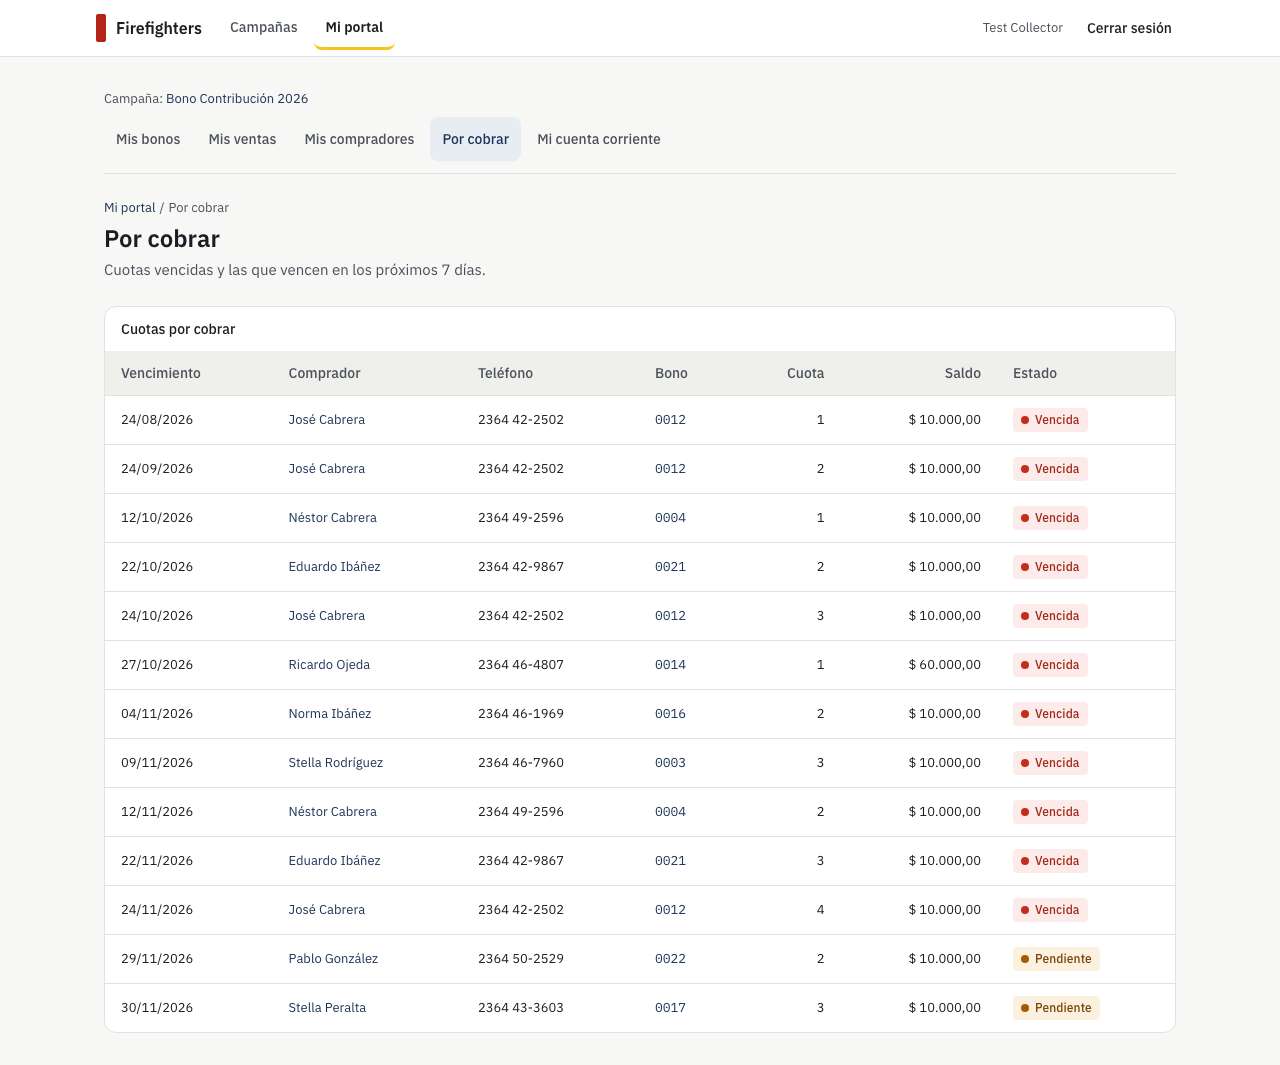 Firefighters Campañas Mi portal Test Collector Cerrar sesión
Campaña: Bono Contribución 2026
Mis bonos Mis ventas Mis compradores Por cobrar Mi cuenta corriente
Mi portal / Por cobrar
Por cobrar
Cuotas vencidas y las que vencen en los próximos 7 días.
Cuotas por cobrar
Vencimiento Comprador Teléfono Bono Cuota Saldo Estado
24/08/2026 José Cabrera 2364 42-2502 0012 1 $ 10.000,00 Vencida
24/09/2026 José Cabrera 2364 42-2502 0012 2 $ 10.000,00 Vencida
12/10/2026 Néstor Cabrera 2364 49-2596 0004 1 $ 10.000,00 Vencida
22/10/2026 Eduardo Ibáñez 2364 42-9867 0021 2 $ 10.000,00 Vencida
24/10/2026 José Cabrera 2364 42-2502 0012 3 $ 10.000,00 Vencida
27/10/2026 Ricardo Ojeda 2364 46-4807 0014 1 $ 60.000,00 Vencida
04/11/2026 Norma Ibáñez 2364 46-1969 0016 2 $ 10.000,00 Vencida
09/11/2026 Stella Rodríguez 2364 46-7960 0003 3 $ 10.000,00 Vencida
12/11/2026 Néstor Cabrera 2364 49-2596 0004 2 $ 10.000,00 Vencida
22/11/2026 Eduardo Ibáñez 2364 42-9867 0021 3 $ 10.000,00 Vencida
24/11/2026 José Cabrera 2364 42-2502 0012 4 $ 10.000,00 Vencida
29/11/2026 Pablo González 2364 50-2529 0022 2 $ 10.000,00 Pendiente
30/11/2026 Stella Peralta 2364 43-3603 0017 3 $ 10.000,00 Pendiente